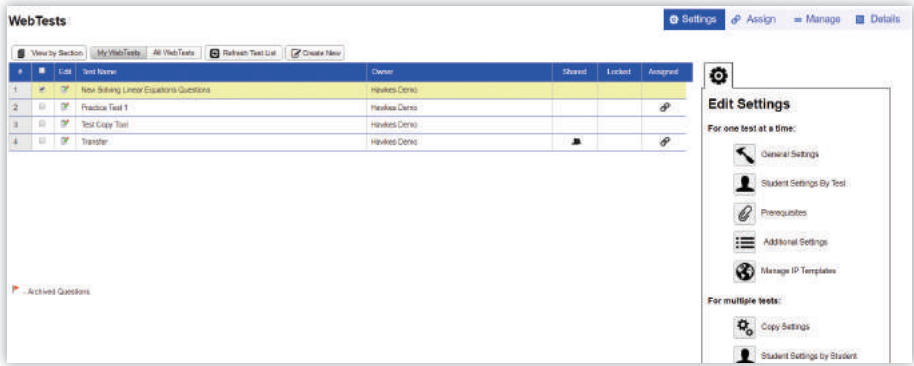 WebTests
Settings Assign Manage Details
View by Section My WebTests All WebTests Refresh Test List Create New
# Edit Test Name Owner Shared Locked Assigned
1 New Solving Linear Equations Questions Hawkes Demo
2 Practice Test 1 Hawkes Demo
3 Test Copy Tool Hawkes Demo
4 Transfer Hawkes Demo
- Archived Questions
Edit Settings
For one test at a time:
General Settings
Student Settings By Test
Prerequisites
Additional Settings
Manage IP Templates
For multiple tests:
Copy Settings
Student Settings by Student